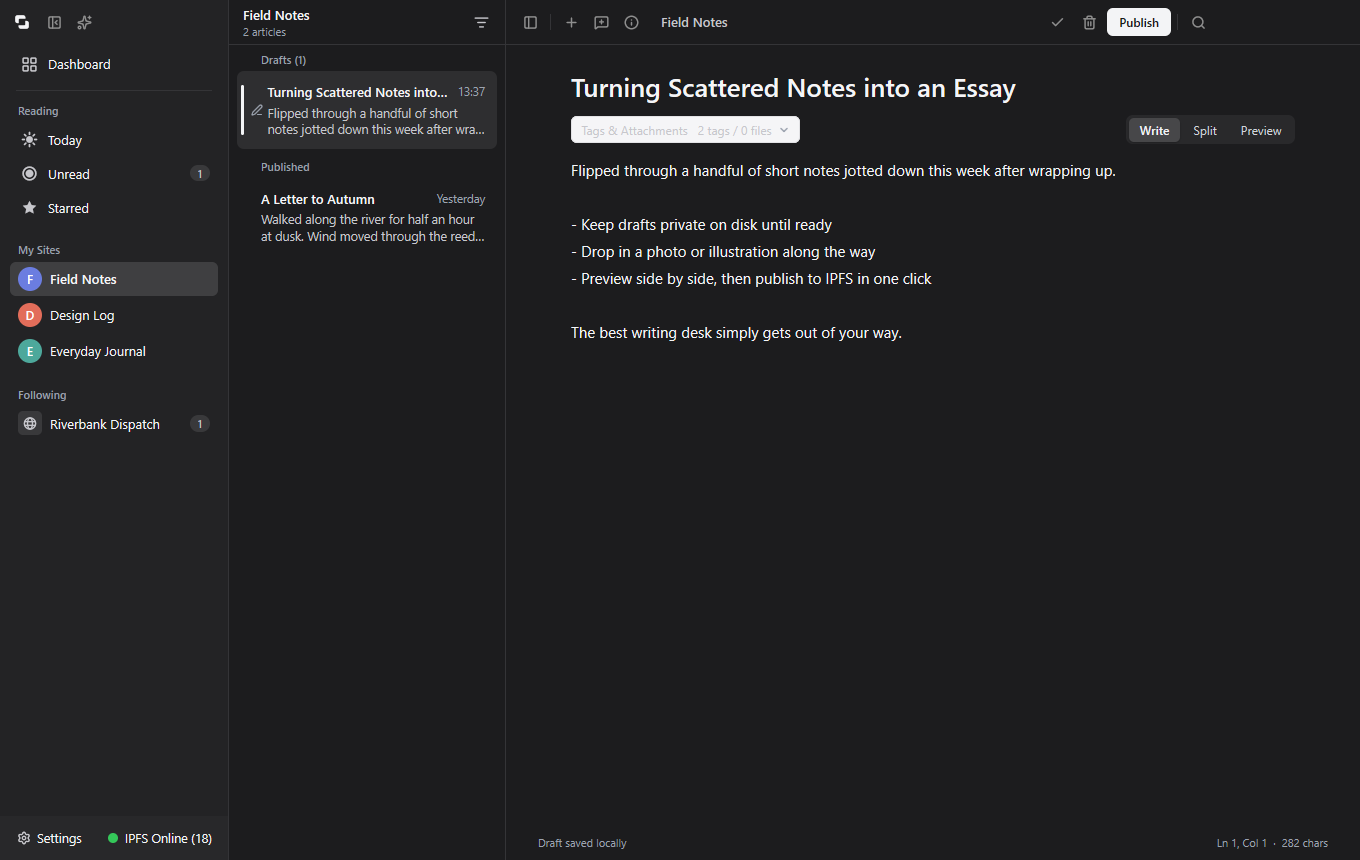 Dashboard
Reading
Today
Unread 1
Starred
My Sites
F Field Notes
D Design Log
E Everyday Journal
Following
Riverbank Dispatch 1
Settings
IPFS Online (18)
Field Notes
2 articles
Drafts (1)
Turning Scattered Notes into... 13:37
Flipped through a handful of short
notes jotted down this week after wra...
Published
A Letter to Autumn Yesterday
Walked along the river for half an hour
at dusk. Wind moved through the reed...
Field Notes
Publish
Turning Scattered Notes into an Essay
Tags & Attachments 2 tags / 0 files
Write Split Preview
Flipped through a handful of short notes jotted down this week after wrapping up.
- Keep drafts private on disk until ready
- Drop in a photo or illustration along the way
- Preview side by side, then publish to IPFS in one click
The best writing desk simply gets out of your way.
Draft saved locally
Ln 1, Col 1 · 282 chars